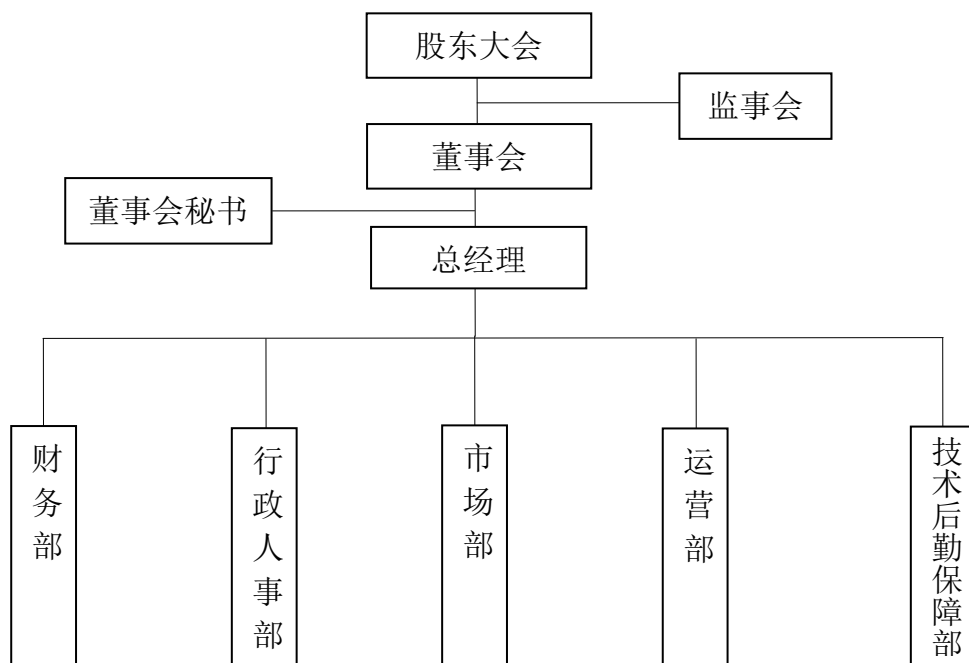 股东大会
监事会
董事会
董事会秘书
总经理
财务部
行政人事部
市场部
运营部
技术后勤保障部